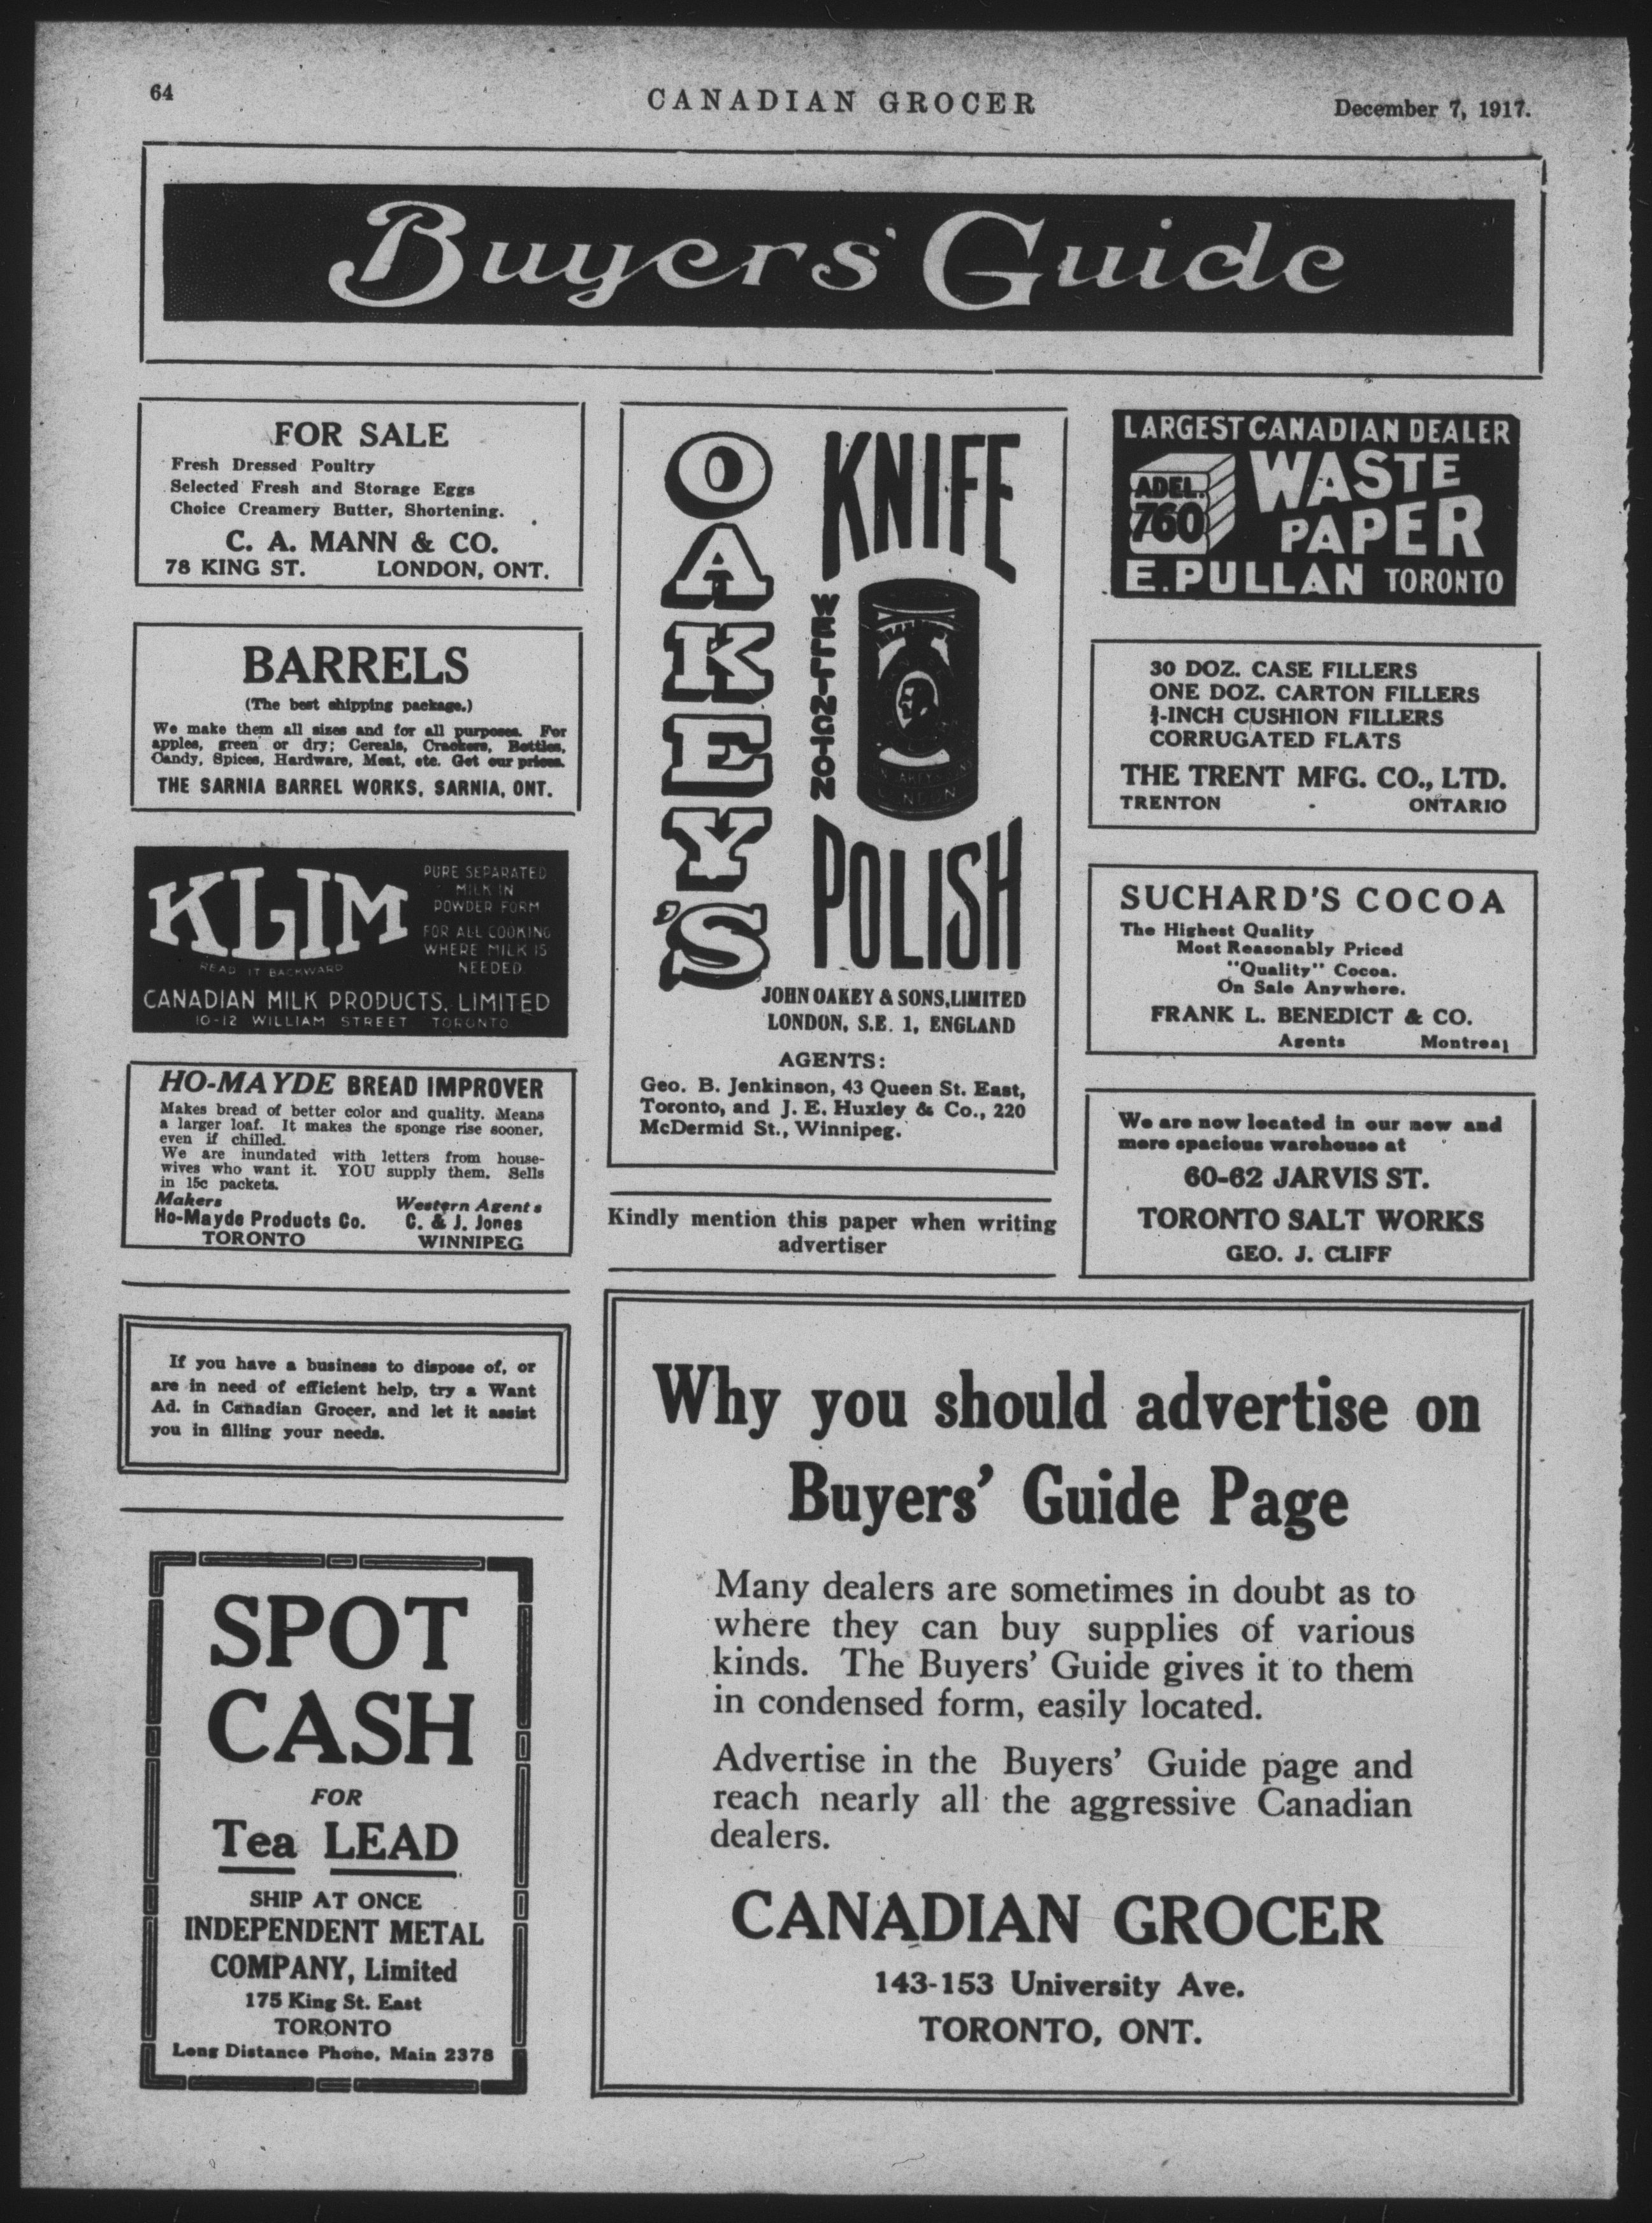 64
CANADIAN GROCER
December 7, 1917.
Buyers' Guide
FOR SALE
Fresh Dressed Poultry
Selected Fresh and Storage Eggs
Choice Creamery Butter, Shortening.
C. A. MANN & CO.
78 KING ST. LONDON, ONT.
BARRELS
(The best shipping package.)
We make them all sizes and for all purposes. For
apples, green or dry; Cereals, Crackers, Bottles,
Candy, Spices, Hardware, Meat, etc. Get our prices.
THE SARNIA BARREL WORKS, SARNIA, ONT.
KLIM
READ IT BACKWARD
PURE SEPARATED
MILK IN
POWDER FORM
FOR ALL COOKING
WHERE MILK IS
NEEDED
CANADIAN MILK PRODUCTS, LIMITED
10-12 WILLIAM STREET TORONTO
HO-MAYDE BREAD IMPROVER
Makes bread of better color and quality. Means
a larger loaf. It makes the sponge rise sooner,
even if chilled.
We are inundated with letters from house-
wives who want it. YOU supply them. Sells
in 15c packets.
Makers
Ho-Mayde Products Co.
TORONTO
Western Agents
C. & J. Jones
WINNIPEG
If you have a business to dispose of, or
are in need of efficient help, try a Want
Ad. in Canadian Grocer, and let it assist
you in filling your needs.
SPOT
CASH
FOR
Tea LEAD
SHIP AT ONCE
INDEPENDENT METAL
COMPANY, Limited
175 King St. East
TORONTO
Long Distance Phone, Main 2378
OAKEY'S
KNIFE
WELLINGTON
LONDON
POLISH
JOHN OAKEY & SONS, LIMITED
LONDON, S.E. 1, ENGLAND
AGENTS:
Geo. B. Jenkinson, 43 Queen St. East,
Toronto, and J. E. Huxley & Co., 220
McDermid St., Winnipeg.
Kindly mention this paper when writing
advertiser
LARGEST CANADIAN DEALER
ADEL.
760
WASTE
PAPER
E. PULLAN TORONTO
30 DOZ. CASE FILLERS
ONE DOZ. CARTON FILLERS
-INCH CUSHION FILLERS
CORRUGATED FLATS
THE TRENT MFG. CO., LTD.
TRENTON - ONTARIO
SUCHARD'S COCOA
The Highest Quality
Most Reasonably Priced
"Quality" Cocoa.
On Sale Anywhere.
FRANK L. BENEDICT & CO.
Agents Montreal
We are now located in our new and
more spacious warehouse at
60-62 JARVIS ST.
TORONTO SALT WORKS
GEO. J. CLIFF
Why you should advertise on
Buyers' Guide Page
Many dealers are sometimes in doubt as to
where they can buy supplies of various
kinds. The Buyers' Guide gives it to them
in condensed form, easily located.
Advertise in the Buyers' Guide page and
reach nearly all the aggressive Canadian
dealers.
CANADIAN GROCER
143-153 University Ave.
TORONTO, ONT.